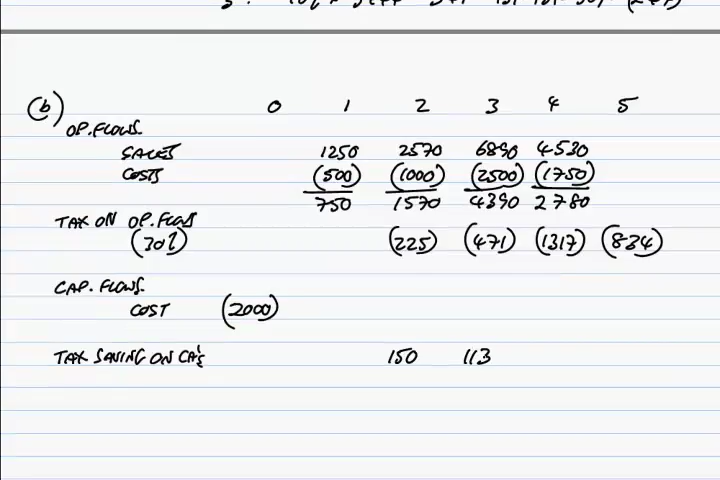 (b) 0 1 2 3 4 5
OP. FLOWS.
SALES 1250 2570 6890 4530
COSTS (500) (1000) (2500) (1750)
750 1570 4390 2780
TAX ON OP. FLOWS
(30%) (225) (471) (1317) (834)
CAP. FLOWS.
COST (2000)
TAX SAVING ON CA's 150 113